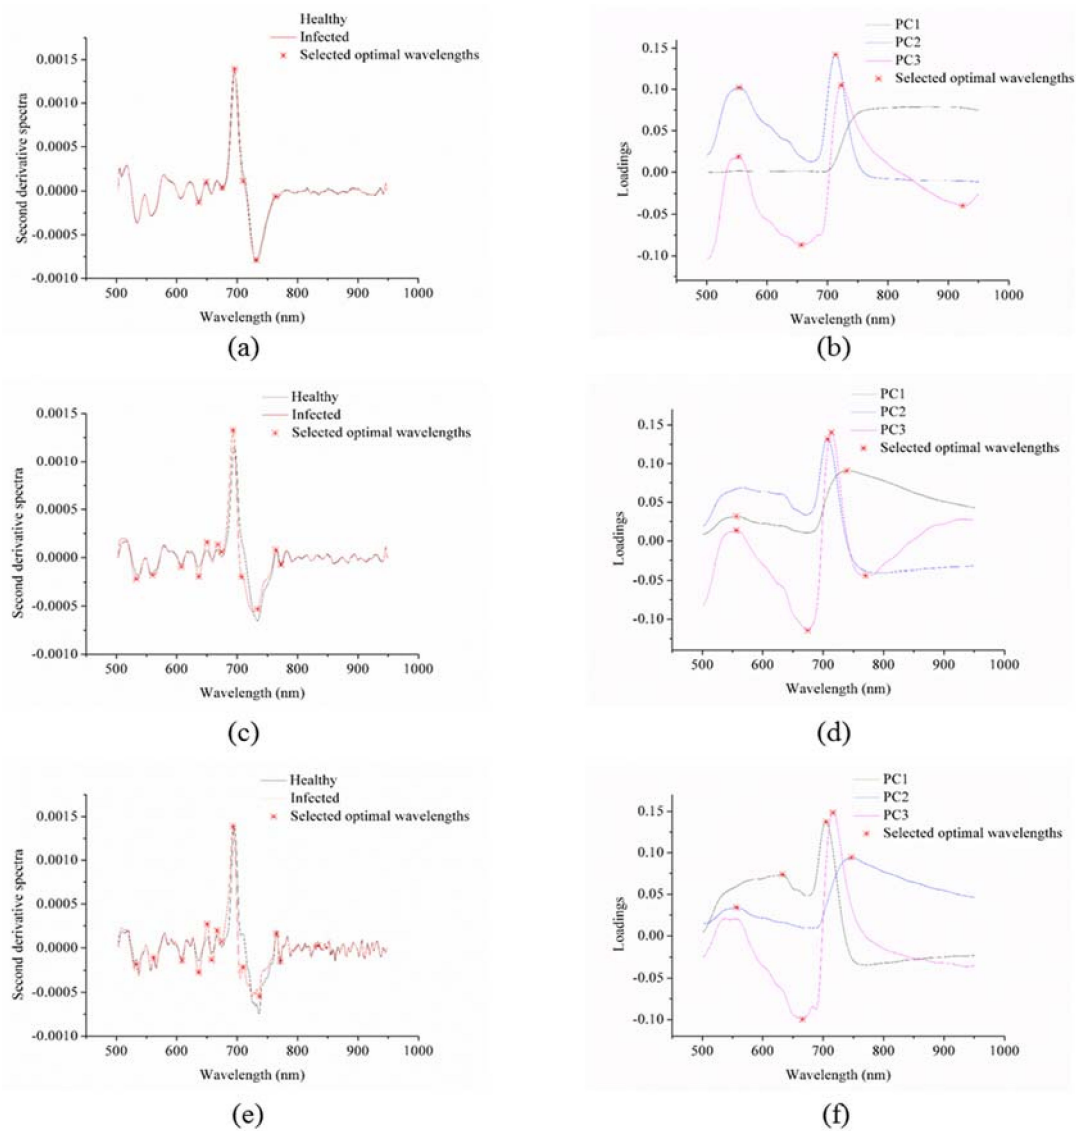 Healthy
Infected
Selected optimal wavelengths
0.0015
0.0010
0.0005
0.0000
-0.0005
-0.0010
Second derivative spectra
500 600 700 800 900 1000
Wavelength (nm)
(a)
PC1
PC2
PC3
Selected optimal wavelengths
0.15
0.10
0.05
0.00
-0.05
-0.10
Loadings
500 600 700 800 900 1000
Wavelength (nm)
(b)
Healthy
Infected
Selected optimal wavelengths
0.0015
0.0010
0.0005
0.0000
-0.0005
-0.0010
Second derivative spectra
500 600 700 800 900 1000
Wavelength (nm)
(c)
PC1
PC2
PC3
Selected optimal wavelengths
0.15
0.10
0.05
0.00
-0.05
-0.10
Loadings
500 600 700 800 900 1000
Wavelength (nm)
(d)
Healthy
Infected
Selected optimal wavelengths
0.0015
0.0010
0.0005
0.0000
-0.0005
-0.0010
Second derivative spectra
500 600 700 800 900 1000
Wavelength (nm)
(e)
PC1
PC2
PC3
Selected optimal wavelengths
0.15
0.10
0.05
0.00
-0.05
-0.10
Loadings
500 600 700 800 900 1000
Wavelength (nm)
(f)